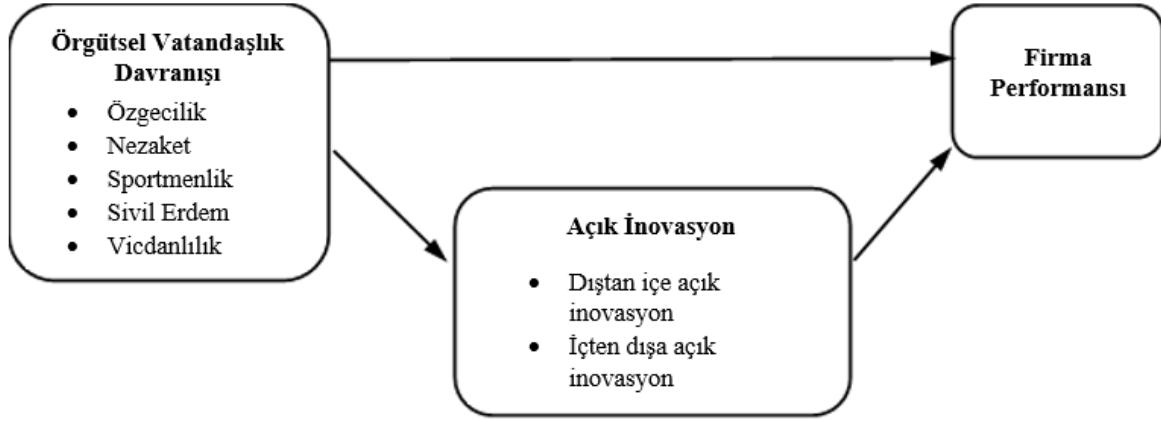 Örgütsel Vatandaşlık
Davranışı
• Özgecilik
• Nezaket
• Sportmenlik
• Sivil Erdem
• Vicdanlılık
Firma
Performansı
Açık İnovasyon
• Dıştan içe açık
inovasyon
• İçten dışa açık
inovasyon